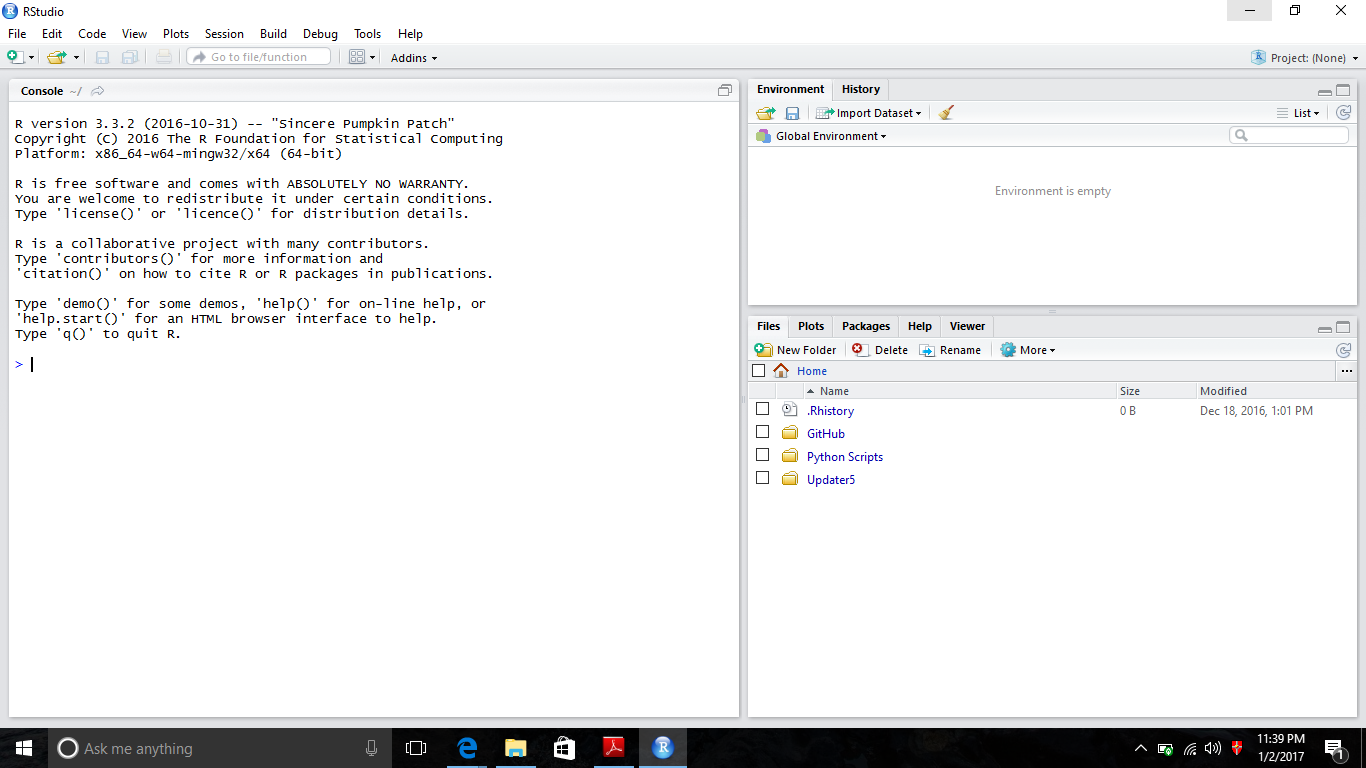 RStudio
File Edit Code View Plots Session Build Debug Tools Help
Go to file/function Addins Project: (None)
Console ~/
R version 3.3.2 (2016-10-31) -- "Sincere Pumpkin Patch"
Copyright (C) 2016 The R Foundation for Statistical Computing
Platform: x86_64-w64-mingw32/x64 (64-bit)
R is free software and comes with ABSOLUTELY NO WARRANTY.
You are welcome to redistribute it under certain conditions.
Type 'license()' or 'licence()' for distribution details.
R is a collaborative project with many contributors.
Type 'contributors()' for more information and
'citation()' on how to cite R or R packages in publications.
Type 'demo()' for some demos, 'help()' for on-line help, or
'help.start()' for an HTML browser interface to help.
Type 'q()' to quit R.
>
Environment History
Import Dataset List
Global Environment
Environment is empty
Files Plots Packages Help Viewer
New Folder Delete Rename More
Home ...
Name Size Modified
.Rhistory 0 B Dec 18, 2016, 1:01 PM
GitHub
Python Scripts
Updater5
Ask me anything
11:39 PM
1/2/2017
1